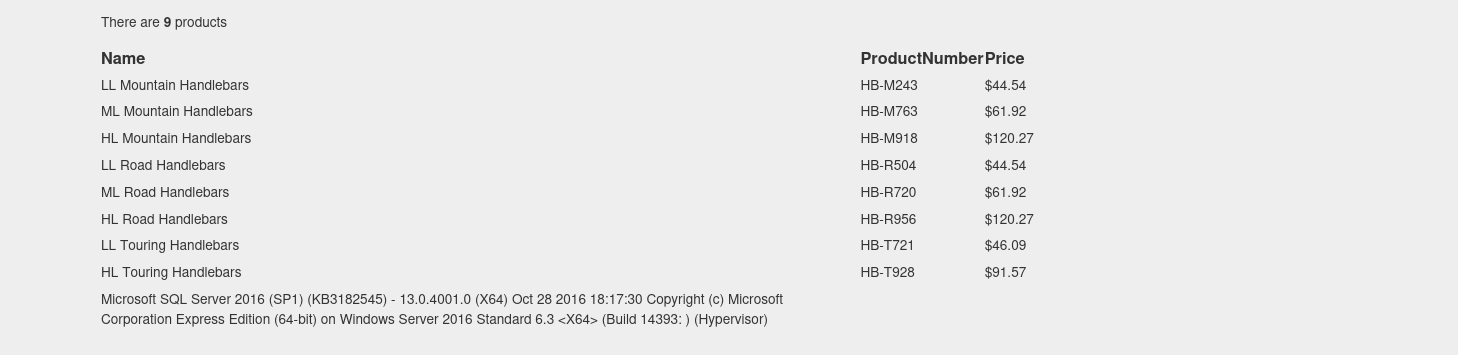 There are 9 products
Name ProductNumber Price
LL Mountain Handlebars HB-M243 $44.54
ML Mountain Handlebars HB-M763 $61.92
HL Mountain Handlebars HB-M918 $120.27
LL Road Handlebars HB-R504 $44.54
ML Road Handlebars HB-R720 $61.92
HL Road Handlebars HB-R956 $120.27
LL Touring Handlebars HB-T721 $46.09
HL Touring Handlebars HB-T928 $91.57
Microsoft SQL Server 2016 (SP1) (KB3182545) - 13.0.4001.0 (X64) Oct 28 2016 18:17:30 Copyright (c) Microsoft
Corporation Express Edition (64-bit) on Windows Server 2016 Standard 6.3 <X64> (Build 14393: ) (Hypervisor)